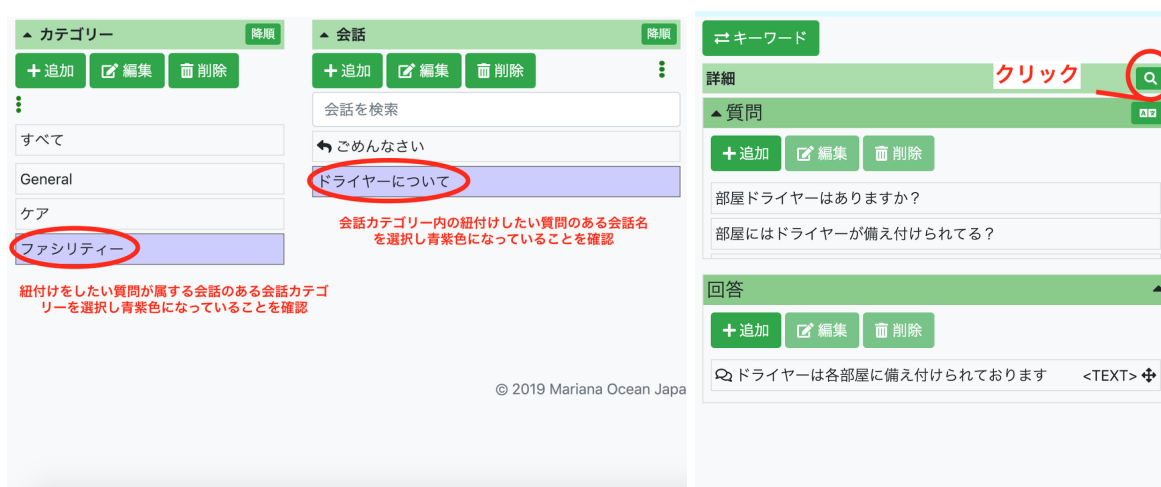 カテゴリー
降順
追加 編集 削除
すべて
General
ケア
ファシリティー
紐付けをしたい質問が属する会話のある会話カテゴ
リーを選択し青紫色になっていることを確認
会話
降順
追加 編集 削除
会話を検索
ごめんなさい
ドライヤーについて
会話カテゴリー内の紐付けしたい質問のある会話名
を選択し青紫色になっていることを確認
© 2019 Mariana Ocean Japa
キーワード
詳細
クリック
質問
追加 編集 削除
部屋ドライヤーはありますか？
部屋にはドライヤーが備え付けられてる？
回答
追加 編集 削除
ドライヤーは各部屋に備え付けられております <TEXT>